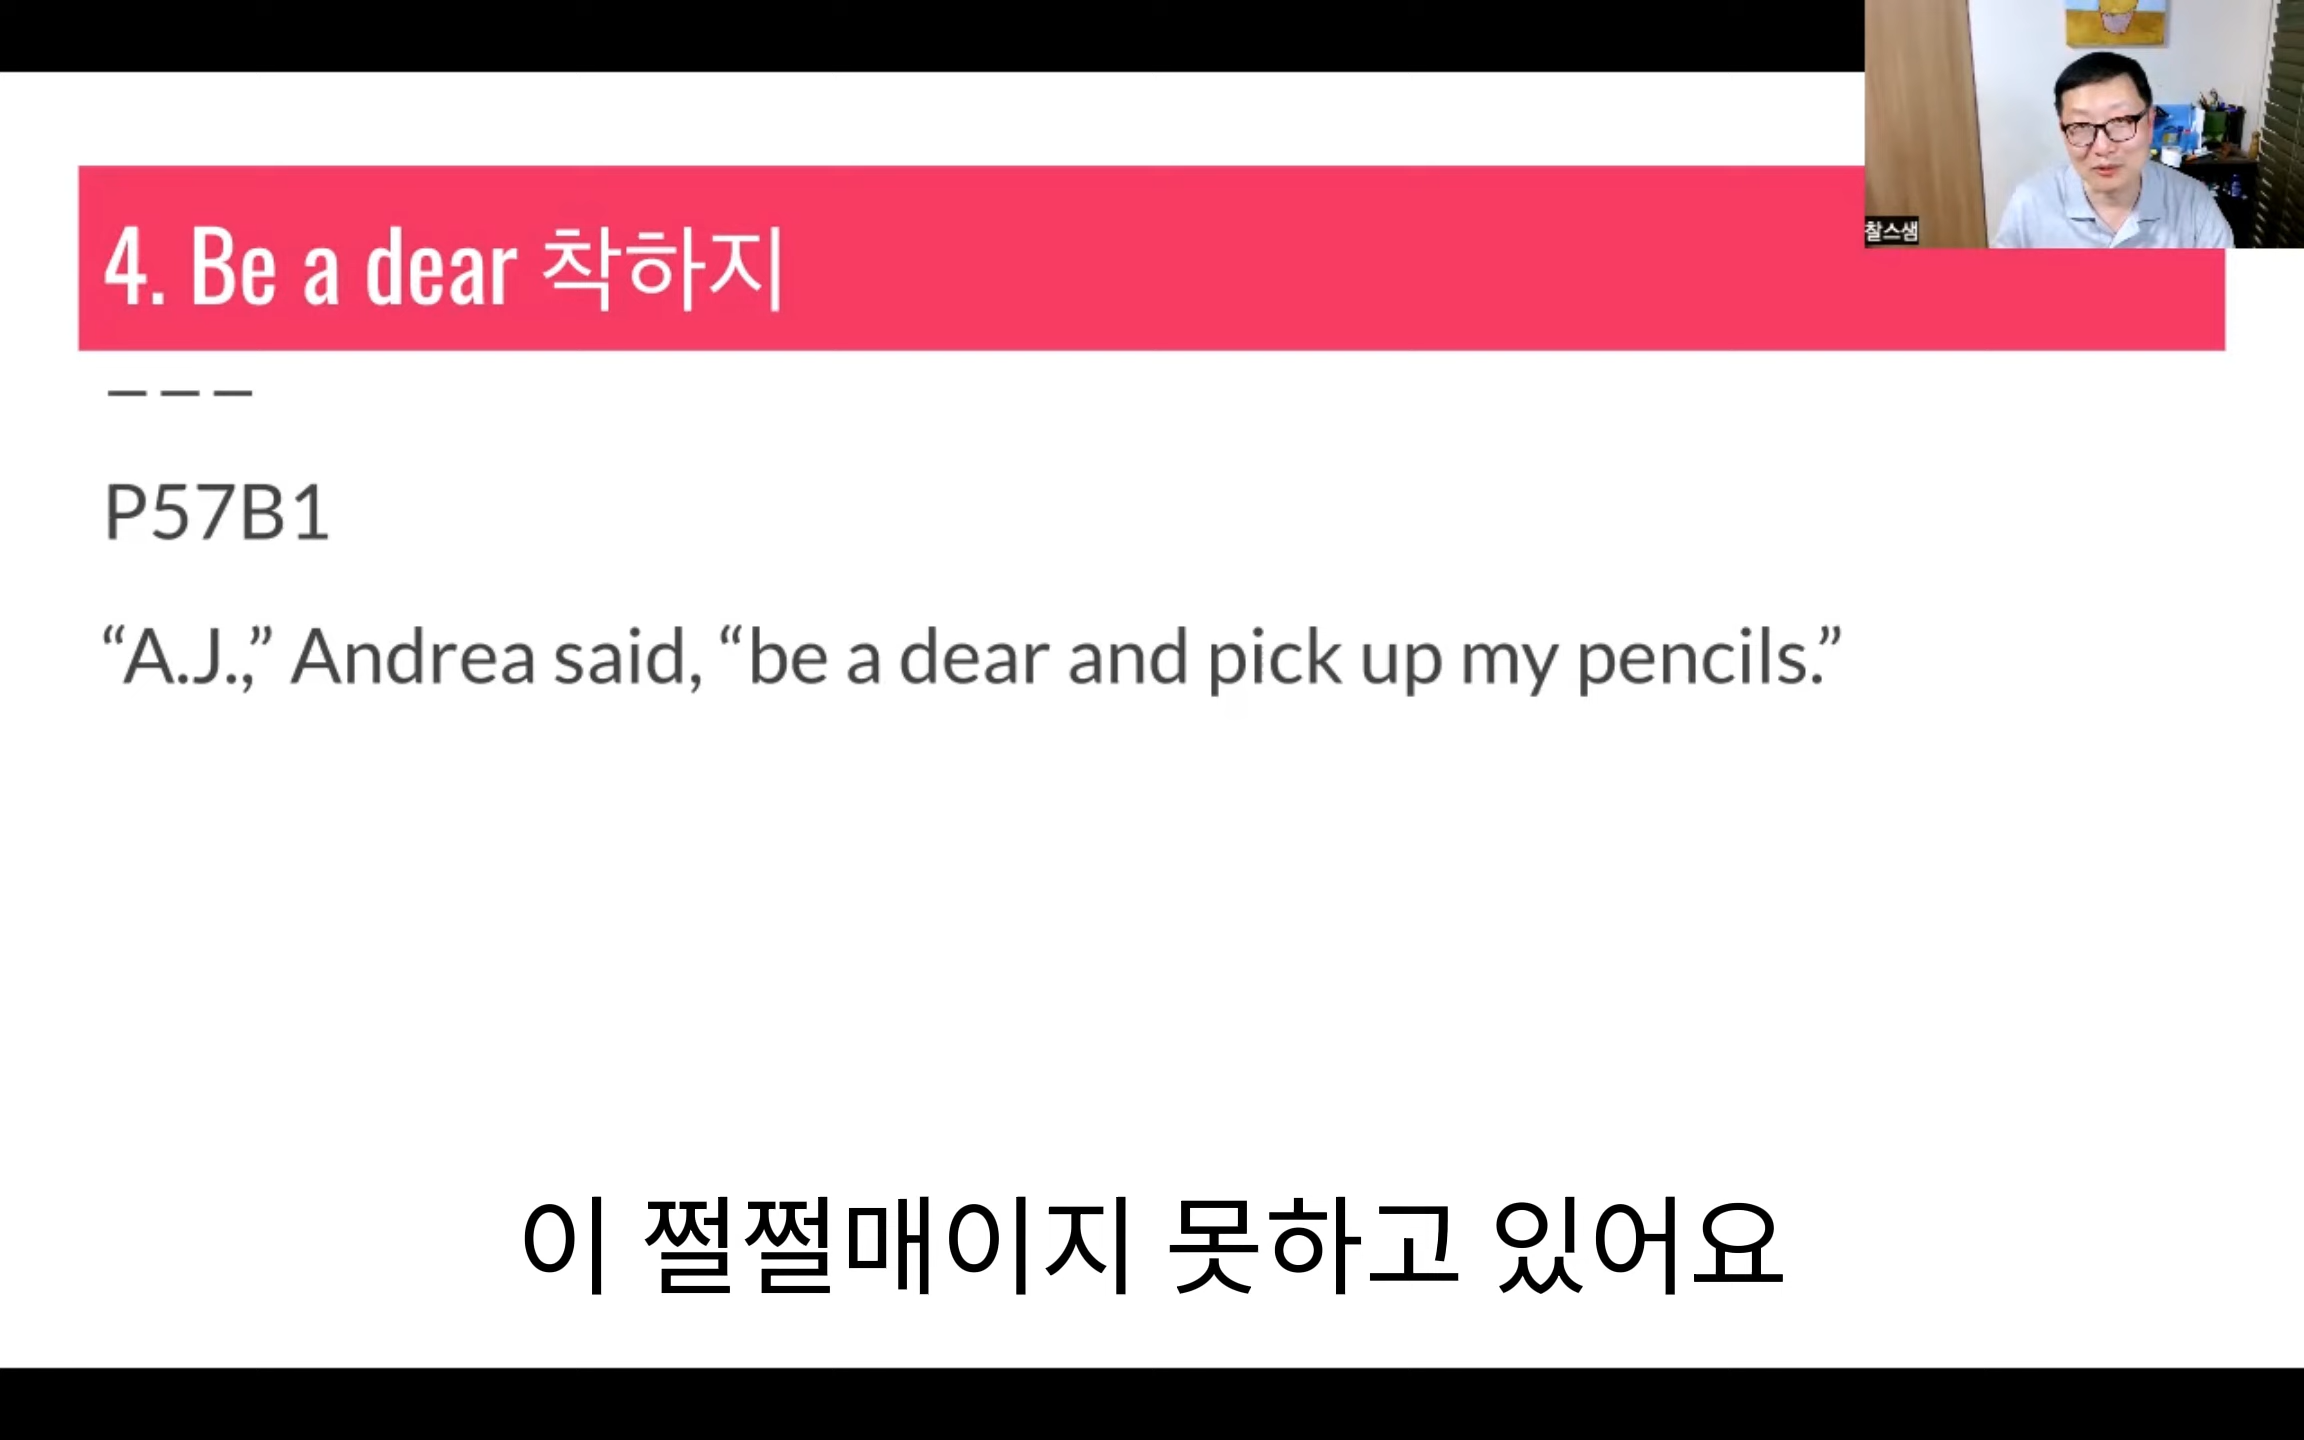 찰스샘
4. Be a dear 착하지
P57B1
“A.J.,” Andrea said, “be a dear and pick up my pencils.”
이 쩔쩔매이지 못하고 있어요